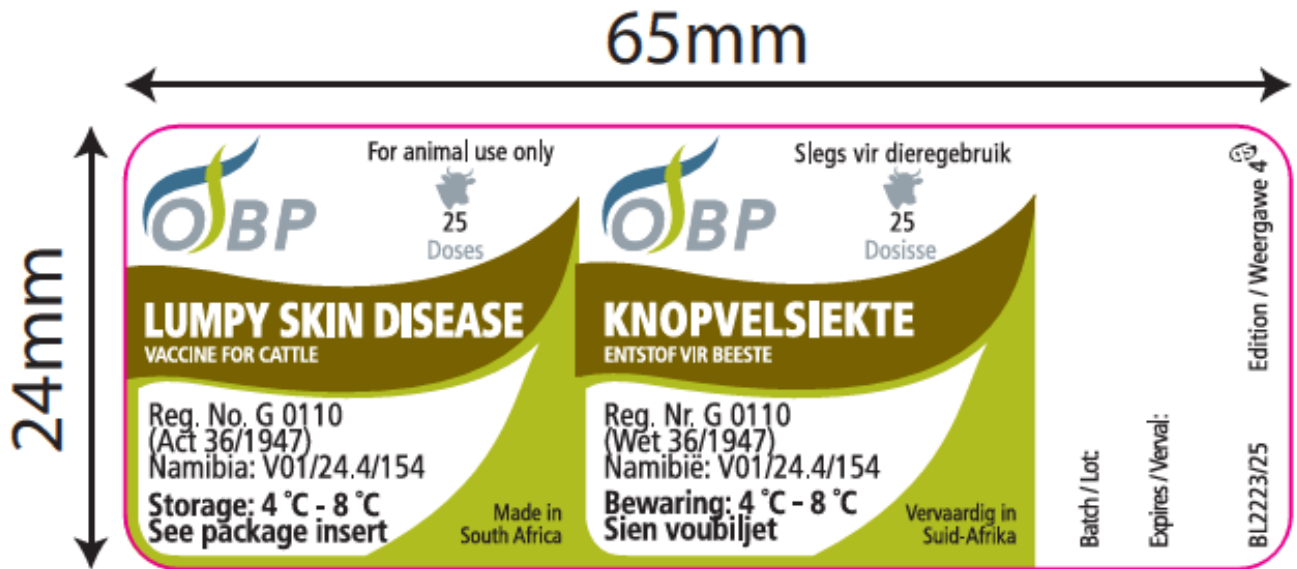 65mm
24mm
OBP
For animal use only
25
Doses
LUMPY SKIN DISEASE
VACCINE FOR CATTLE
Reg. No. G 0110
(Act 36/1947)
Namibia: V01/24.4/154
Storage: 4 °C - 8 °C
See package insert
Made in
South Africa
OBP
Slegs vir dieregebruik
25
Dosisse
KNOPVELSIEKTE
ENTSTOF VIR BEESTE
Reg. Nr. G 0110
(Wet 36/1947)
Namibië: V01/24.4/154
Bewaring: 4 °C - 8 °C
Sien voubiljet
Vervaardig in
Suid-Afrika
Batch / Lot:
Expires / Verval:
BL2223/25 Edition / Weergawe 4